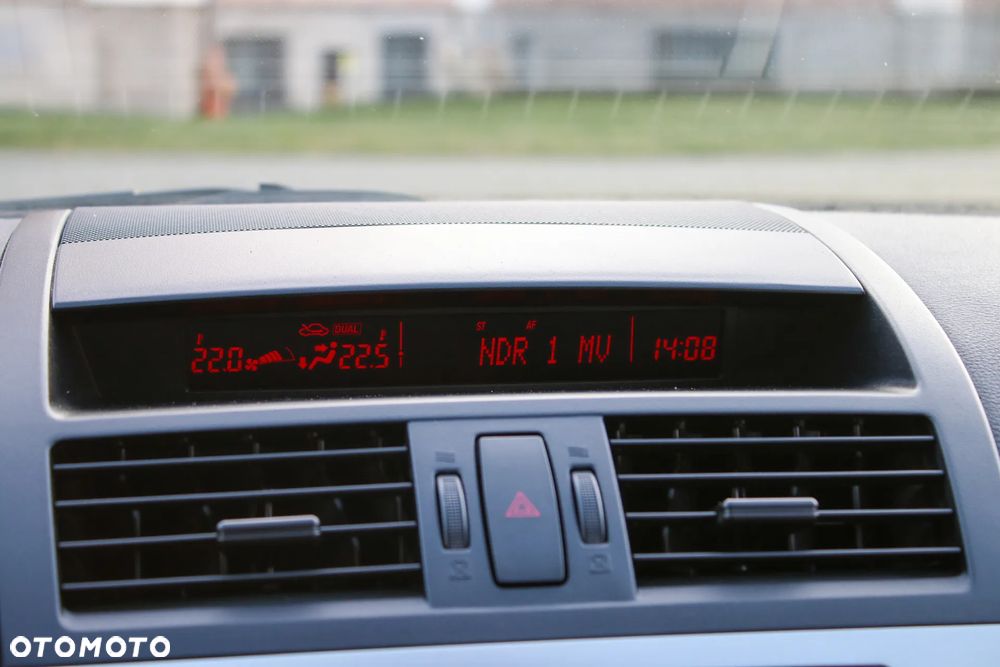 DUAL
ST AF
22.0 22.5 NDR 1 MV 14:08
OTOMOTO